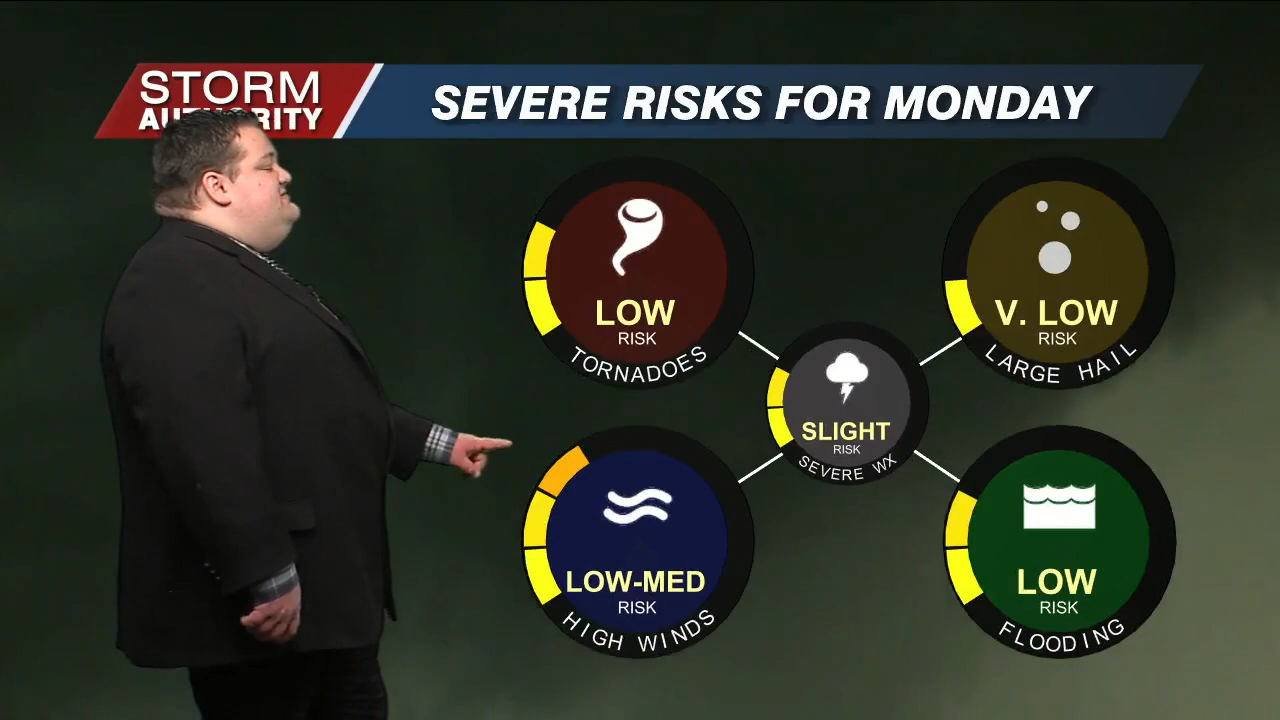 STORM
AUTHORITY
SEVERE RISKS FOR MONDAY
LOW
RISK
TORNADOES
V. LOW
RISK
LARGE HAIL
SLIGHT
RISK
SEVERE WX
LOW-MED
RISK
HIGH WINDS
LOW
RISK
FLOODING